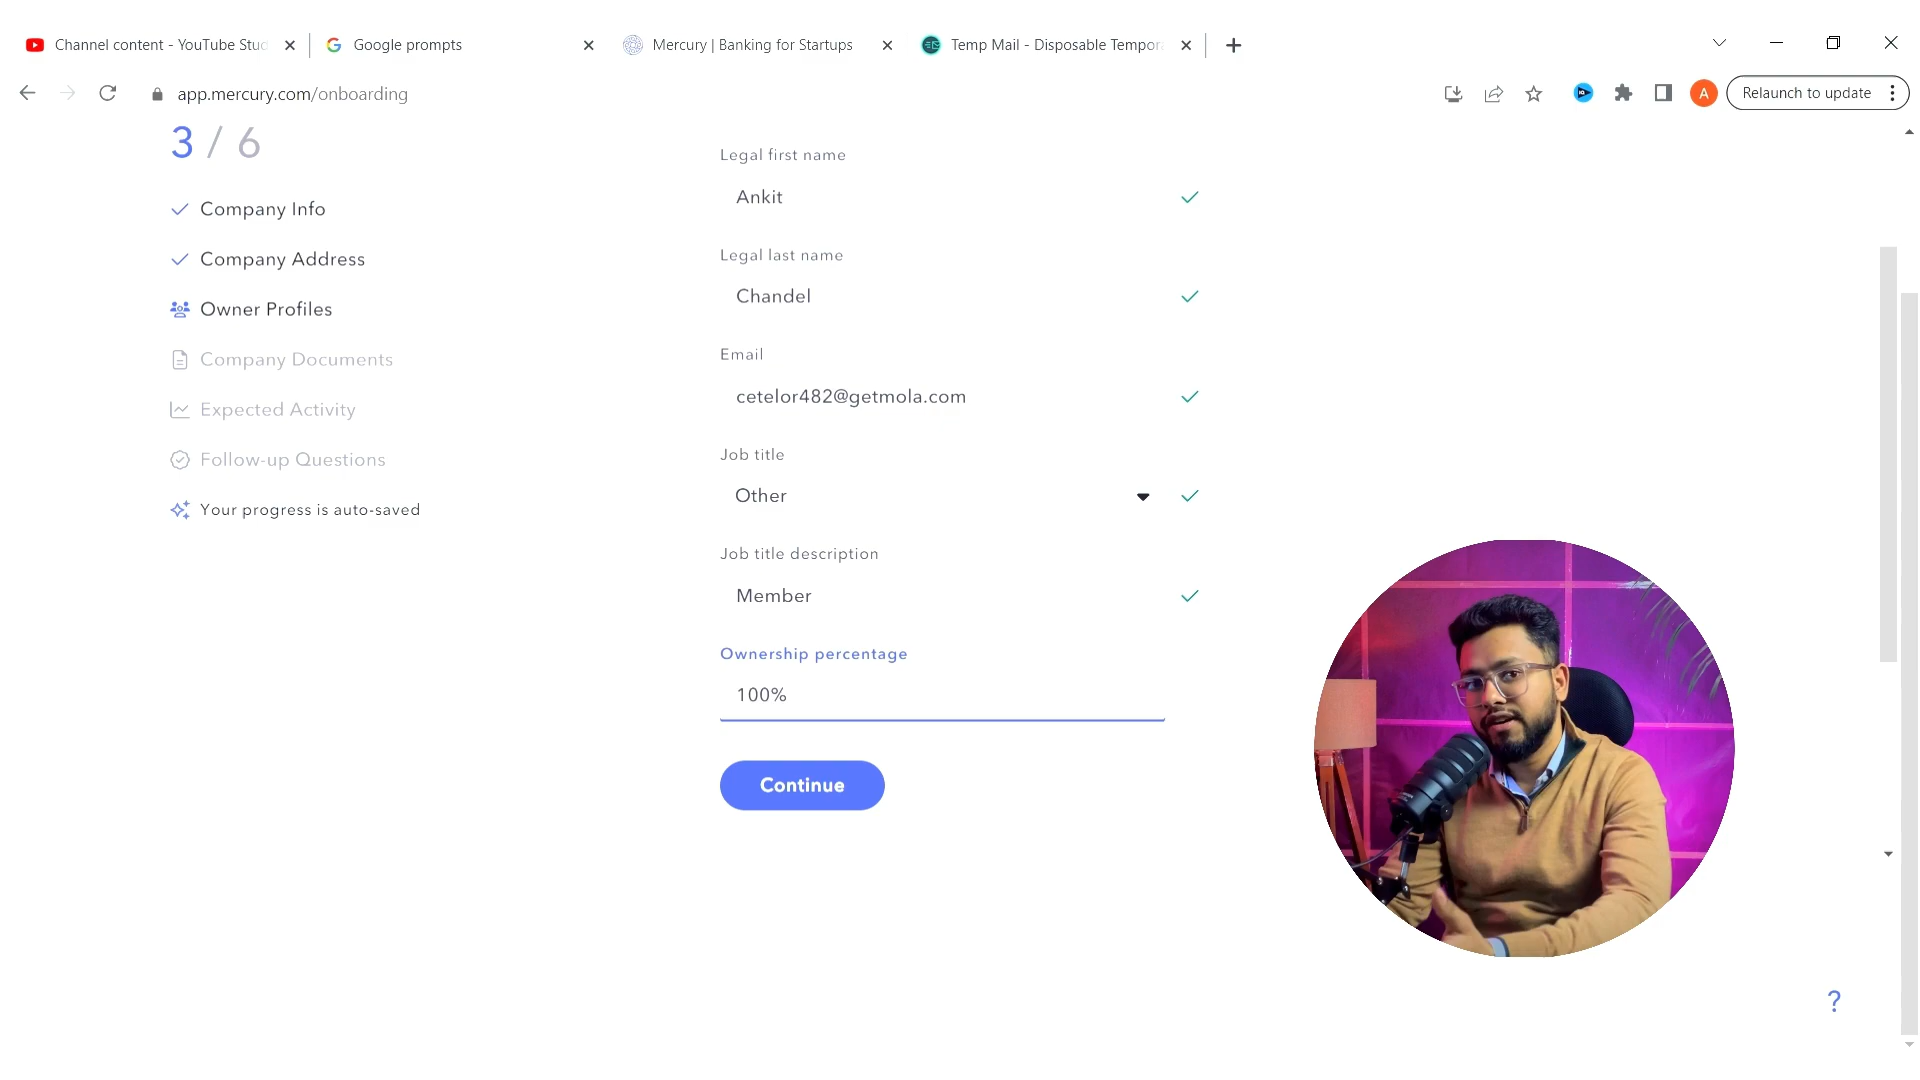 Channel content - YouTube Stud
Google prompts
Mercury | Banking for Startups
Temp Mail - Disposable Tempora
app.mercury.com/onboarding
A
Relaunch to update
3 / 6
Company Info
Company Address
Owner Profiles
Company Documents
Expected Activity
Follow-up Questions
Your progress is auto-saved
Legal first name
Ankit
Legal last name
Chandel
Email
cetelor482@getmola.com
Job title
Other
Job title description
Member
Ownership percentage
100%
Continue
?